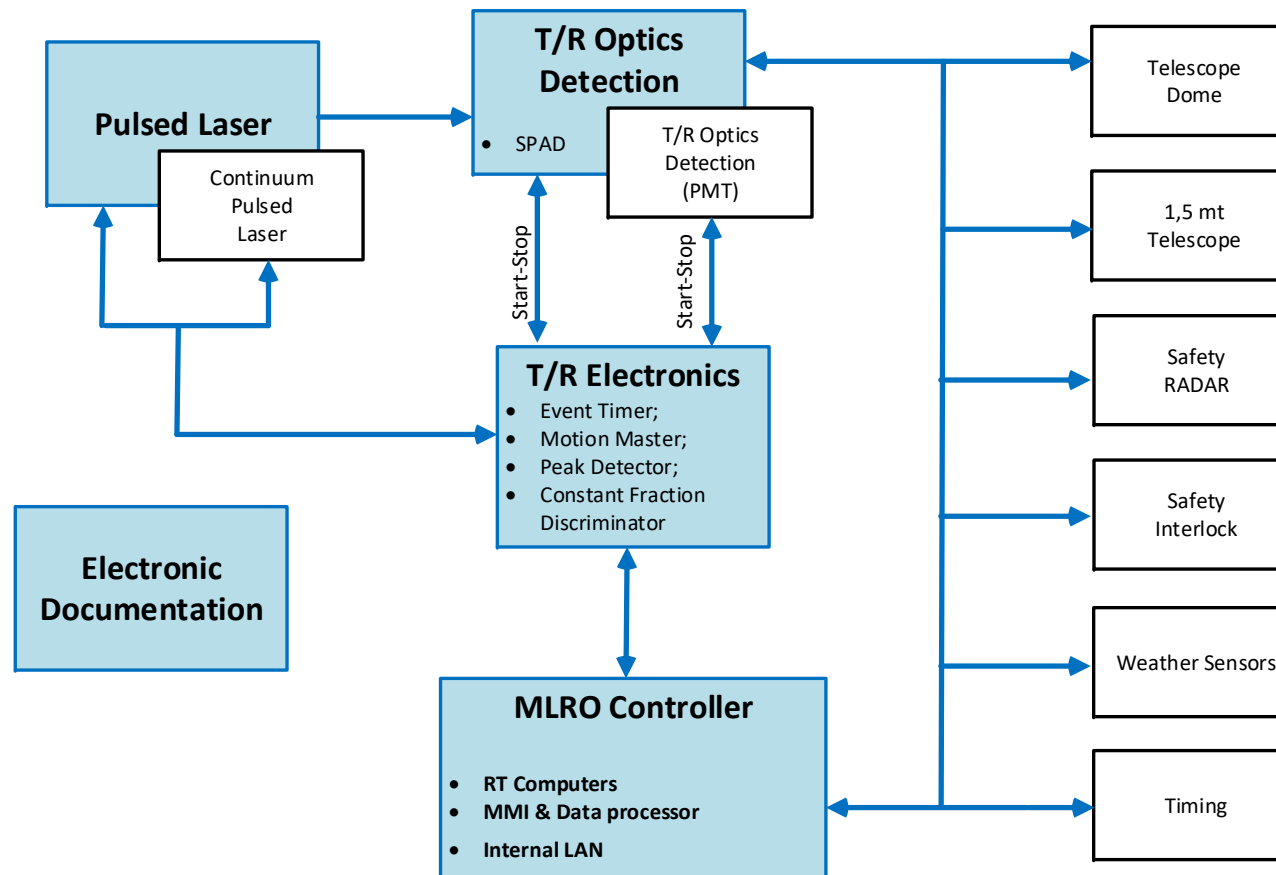 Pulsed Laser
Continuum
Pulsed
Laser
T/R Optics
Detection
• SPAD
T/R Optics
Detection
(PMT)
Start-Stop
Start-Stop
T/R Electronics
• Event Timer;
• Motion Master;
• Peak Detector;
• Constant Fraction
Discriminator
Electronic
Documentation
MLRO Controller
• RT Computers
• MMI & Data processor
• Internal LAN
Telescope
Dome
1,5 mt
Telescope
Safety
RADAR
Safety
Interlock
Weather Sensors
Timing